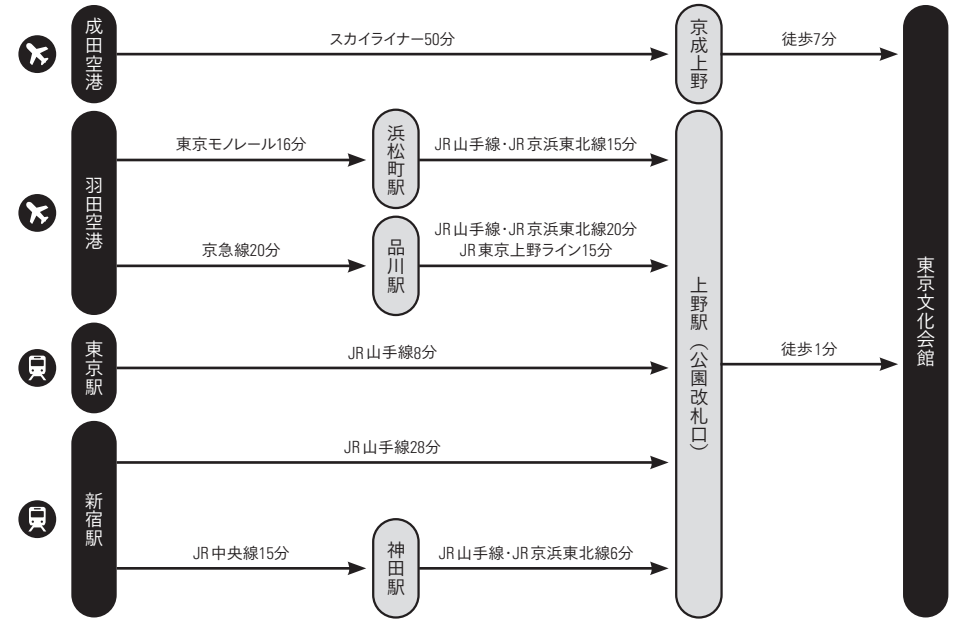 成田空港
スカイライナー50分
京成上野
徒歩7分
羽田空港
東京モノレール16分
浜松町駅
JR山手線・JR京浜東北線15分
京急線20分
品川駅
JR山手線・JR京浜東北線20分
JR東京上野ライン15分
東京駅
JR山手線8分
上野駅（公園改札口）
徒歩1分
東京文化会館
新宿駅
JR山手線28分
JR中央線15分
神田駅
JR山手線・JR京浜東北線6分